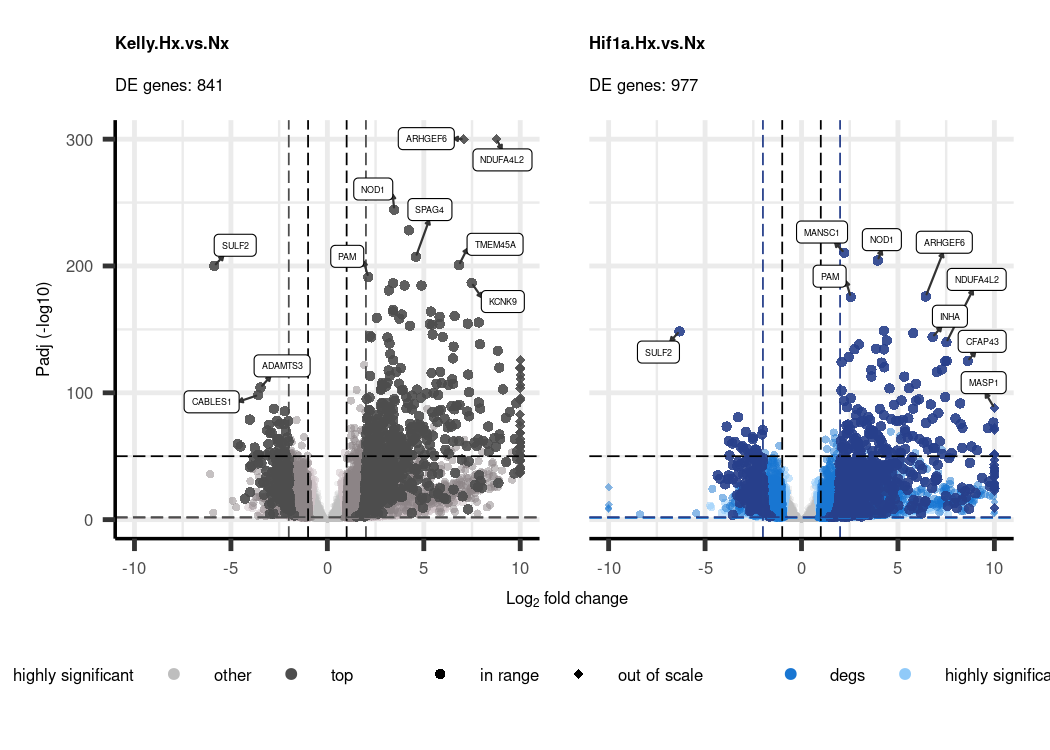 Kelly.Hx.vs.Nx
DE genes: 841
Hif1a.Hx.vs.Nx
DE genes: 977
Padj (-log10)
300
200
100
0
ARHGEF6
NDUFA4L2
NOD1
SPAG4
SULF2
PAM
TMEM45A
KCNK9
ADAMTS3
CABLES1
MANSC1
NOD1
ARHGEF6
PAM
NDUFA4L2
INHA
SULF2
CFAP43
MASP1
-10 -5 0 5 10
-10 -5 0 5 10
Log2 fold change
highly significant other top in range out of scale degs highly significa